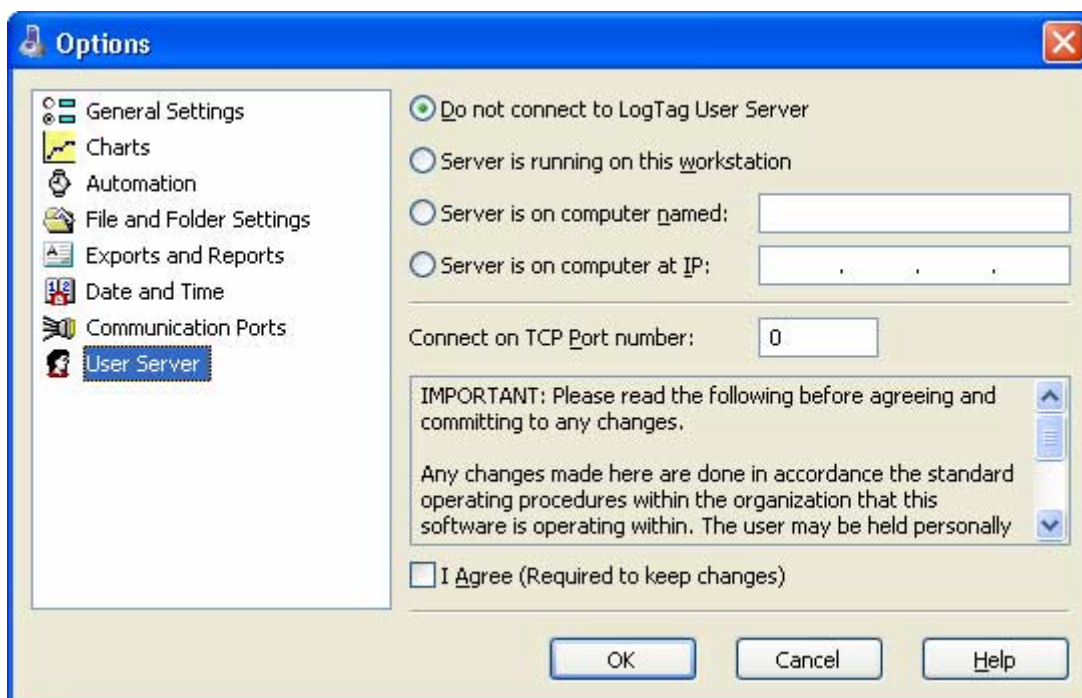 Options
General Settings
Charts
Automation
File and Folder Settings
Exports and Reports
Date and Time
Communication Ports
User Server
Do not connect to LogTag User Server
Server is running on this workstation
Server is on computer named:
Server is on computer at IP:
. . .
Connect on TCP Port number:
0
IMPORTANT: Please read the following before agreeing and
committing to any changes.
Any changes made here are done in accordance the standard
operating procedures within the organization that this
software is operating within. The user may be held personally
I Agree (Required to keep changes)
OK
Cancel
Help